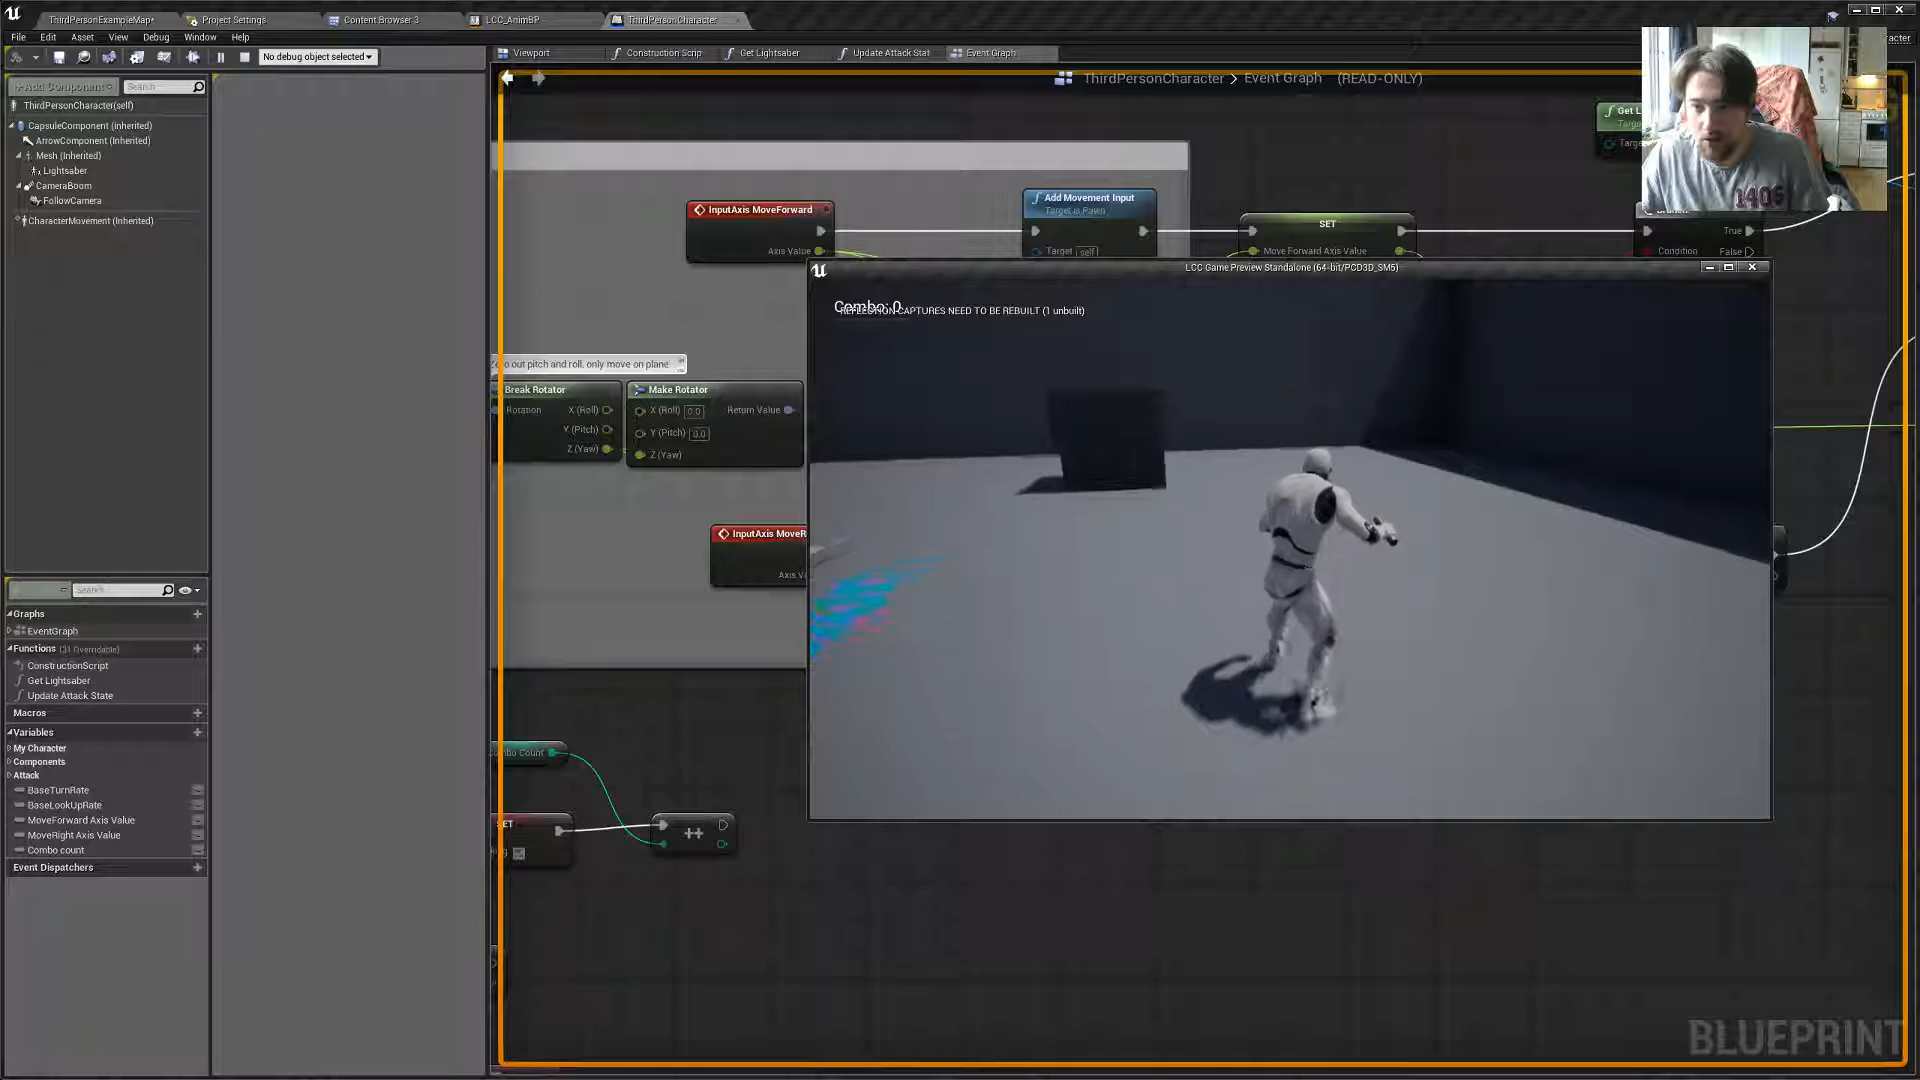 ThirdPersonExampleMap*
Project Settings
Content Browser 3
LCC_AnimBP
ThirdPersonCharacter
File Edit Asset View Debug Window Help
No debug object selected
Viewport
Construction Scrip
Get Lightsaber
Update Attack Stat
Event Graph
+Add Component
Search
ThirdPersonCharacter(self)
CapsuleComponent (Inherited)
ArrowComponent (Inherited)
Mesh (Inherited)
Lightsaber
CameraBoom
FollowCamera
CharacterMovement (Inherited)
Search
Graphs
EventGraph
Functions (31 Overridable)
ConstructionScript
Get Lightsaber
Update Attack State
Macros
Variables
My Character
Components
Attack
BaseTurnRate
BaseLookUpRate
MoveForward Axis Value
MoveRight Axis Value
Combo count
Event Dispatchers
ThirdPersonCharacter > Event Graph (READ-ONLY)
Get L
Targe
Targe
InputAxis MoveForward
Axis Value
Add Movement Input
Target is Pawn
Target self
SET
Move Forward Axis Value
True
Condition False
out pitch and roll, only move on plane
Break Rotator
Rotation X (Roll)
Y (Pitch)
Z (Yaw)
Make Rotator
X (Roll) 0.0 Return Value
Y (Pitch) 0.0
Z (Yaw)
InputAxis MoveR
Axis Va
mbo Count
SET
++
LCC Game Preview Standalone (64-bit/PCD3D_SM5)
Combo: 0
REFLECTION CAPTURES NEED TO BE REBUILT (1 unbuilt)
1405
BLUEPRINT